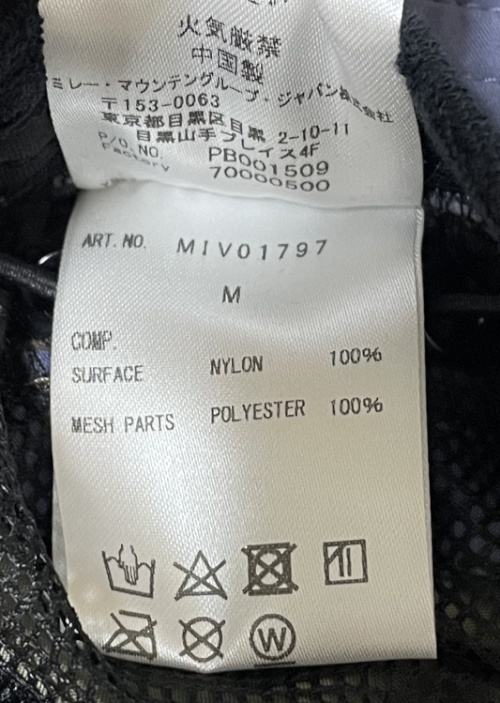 火気厳禁
中国製
ミレー・マウンテングループ・ジャパン株式会社
〒153-0063
東京都目黒区目黒 2-10-11
目黒山手プレイス4F
P/O.NO. PB001509
Factory 70000500
ART.NO. MIV01797
M
COMP.
SURFACE NYLON 100%
MESH PARTS POLYESTER 100%
W